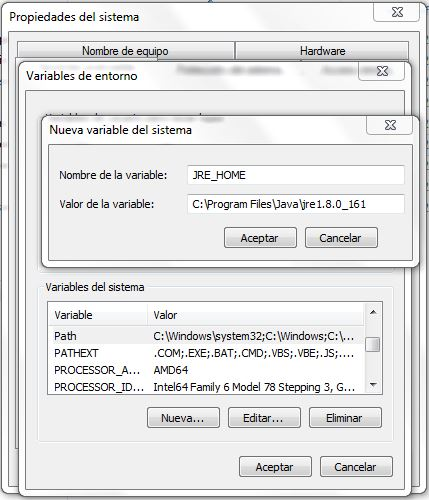 Propiedades del sistema
Nombre de equipo
Hardware
Variables de entorno
Nueva variable del sistema
Nombre de la variable:
JRE_HOME
Valor de la variable:
C:\Program Files\Java\jre1.8.0_161
Aceptar
Cancelar
Variables del sistema
Variable
Valor
Path
C:\Windows\system32;C:\Windows;C:\...
PATHEXT
.COM;.EXE;.BAT;.CMD;.VBS;.VBE;.JS;....
PROCESSOR_A...
AMD64
PROCESSOR_ID...
Intel64 Family 6 Model 78 Stepping 3, G...
Nueva...
Editar...
Eliminar
Aceptar
Cancelar